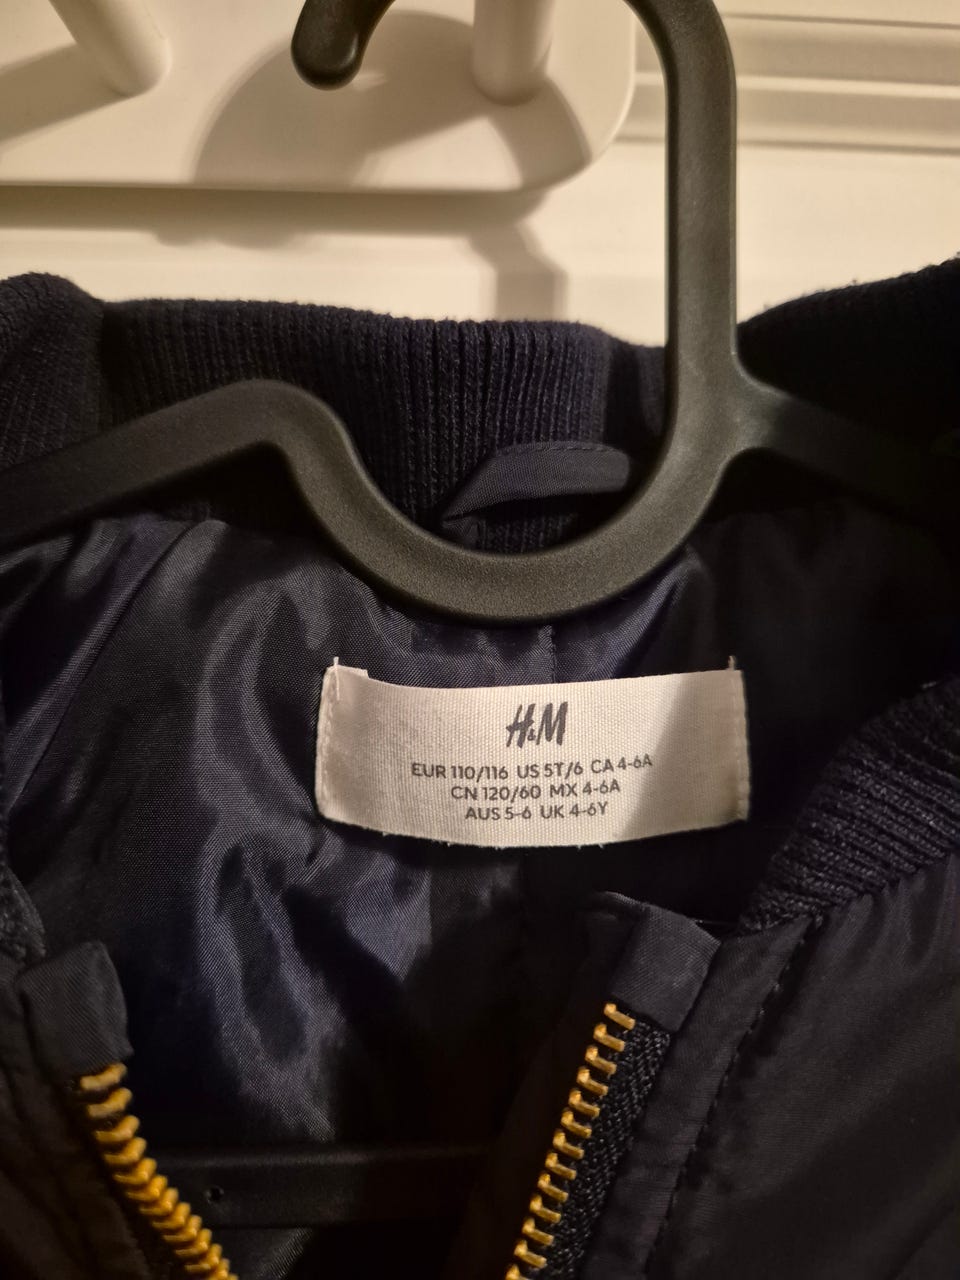 H&M
EUR 110/116 US 5T/6 CA 4-6A
CN 120/60 MX 4-6A
AUS 5-6 UK 4-6Y